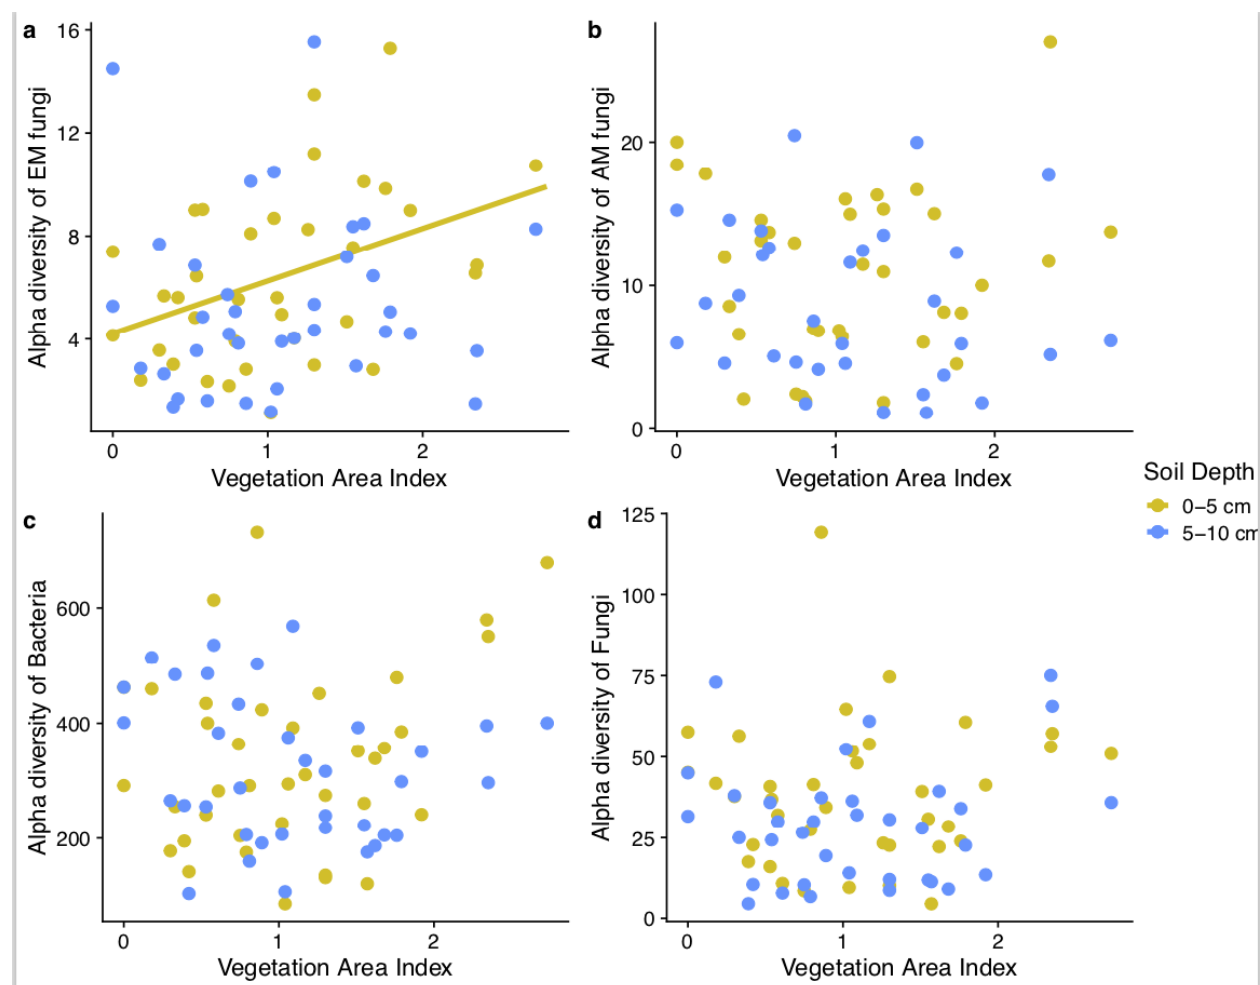 a
16
12
8
4
Alpha diversity of EM fungi
0 1 2
Vegetation Area Index
b
20
10
0
Alpha diversity of AM fungi
0 1 2
Vegetation Area Index
Soil Depth
0–5 cm
5–10 cm
c
600
400
200
Alpha diversity of Bacteria
0 1 2
Vegetation Area Index
d
125
100
75
50
25
0
Alpha diversity of Fungi
0 1 2
Vegetation Area Index